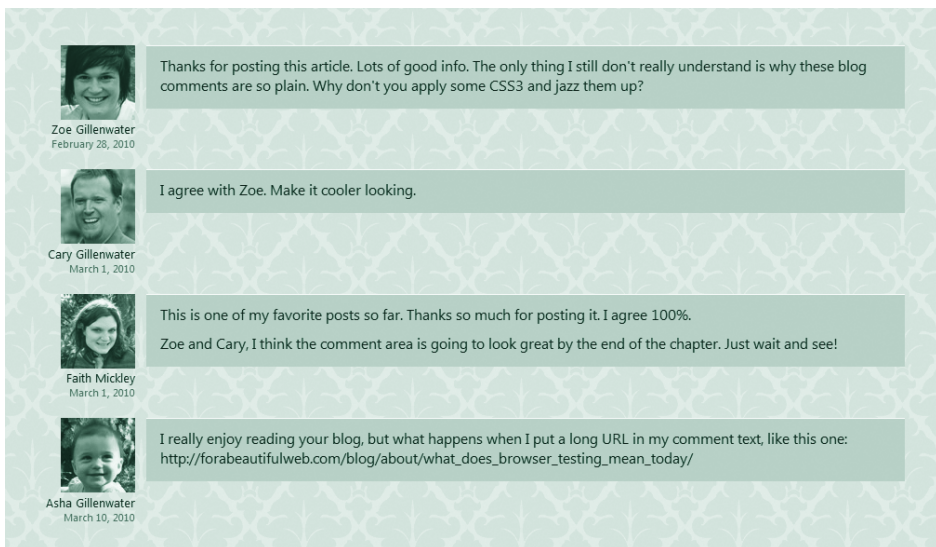 Thanks for posting this article. Lots of good info. The only thing I still don't really understand is why these blog
comments are so plain. Why don't you apply some CSS3 and jazz them up?
Zoe Gillenwater
February 28, 2010
I agree with Zoe. Make it cooler looking.
Cary Gillenwater
March 1, 2010
This is one of my favorite posts so far. Thanks so much for posting it. I agree 100%.
Zoe and Cary, I think the comment area is going to look great by the end of the chapter. Just wait and see!
Faith Mickley
March 1, 2010
I really enjoy reading your blog, but what happens when I put a long URL in my comment text, like this one:
http://forabeautifulweb.com/blog/about/what_does_browser_testing_mean_today/
Asha Gillenwater
March 10, 2010